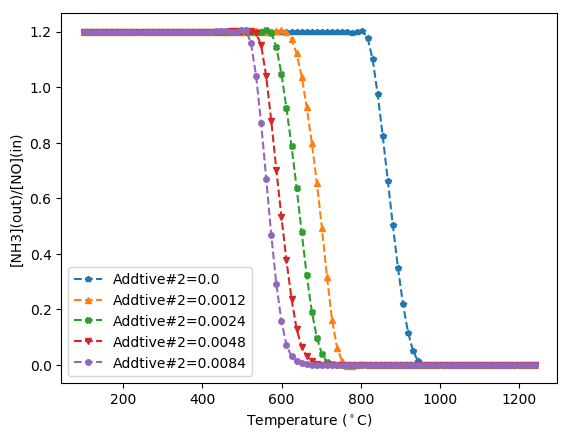 [NH3](out)/[NO](in)
1.2
1.0
0.8
0.6
0.4
0.2
0.0
Addtive#2=0.0
Addtive#2=0.0012
Addtive#2=0.0024
Addtive#2=0.0048
Addtive#2=0.0084
200 400 600 800 1000 1200
Temperature (°C)